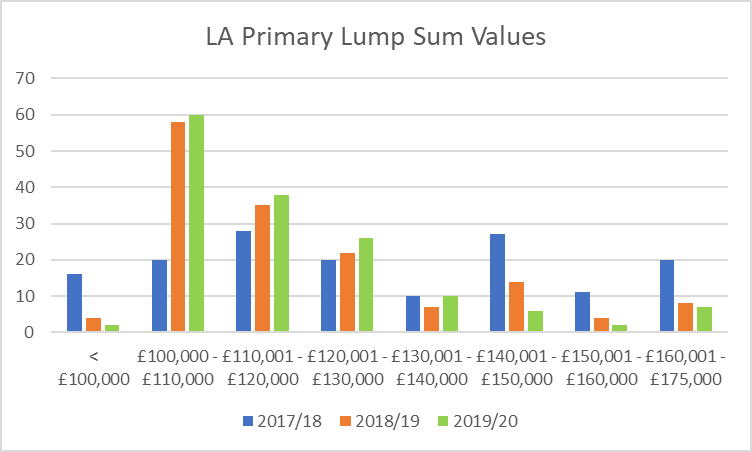 LA Primary Lump Sum Values
70
60
50
40
30
20
10
0
< £100,000 - £110,001 - £120,001 - £130,001 - £140,001 - £150,001 - £160,001 -
£100,000 £110,000 £120,000 £130,000 £140,000 £150,000 £160,000 £175,000
2017/18 2018/19 2019/20